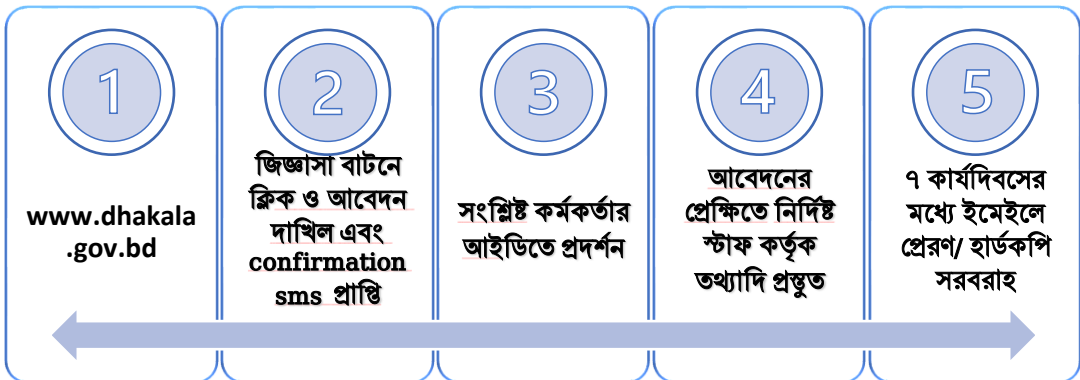 1
www.dhakala
.gov.bd
2
জিজ্ঞাসা বাটনে
ক্লিক ও আবেদন
দাখিল এবং
confirmation
sms প্রাপ্তি
3
সংশ্লিষ্ট কর্মকর্তার
আইডিতে প্রদর্শন
4
আবেদনের
প্রেক্ষিতে নির্দিষ্ট
স্টাফ কর্তৃক
তথ্যাদি প্রস্তুত
5
৭ কার্যদিবসের
মধ্যে ইমেইলে
প্রেরণ/ হার্ডকপি
সরবরাহ